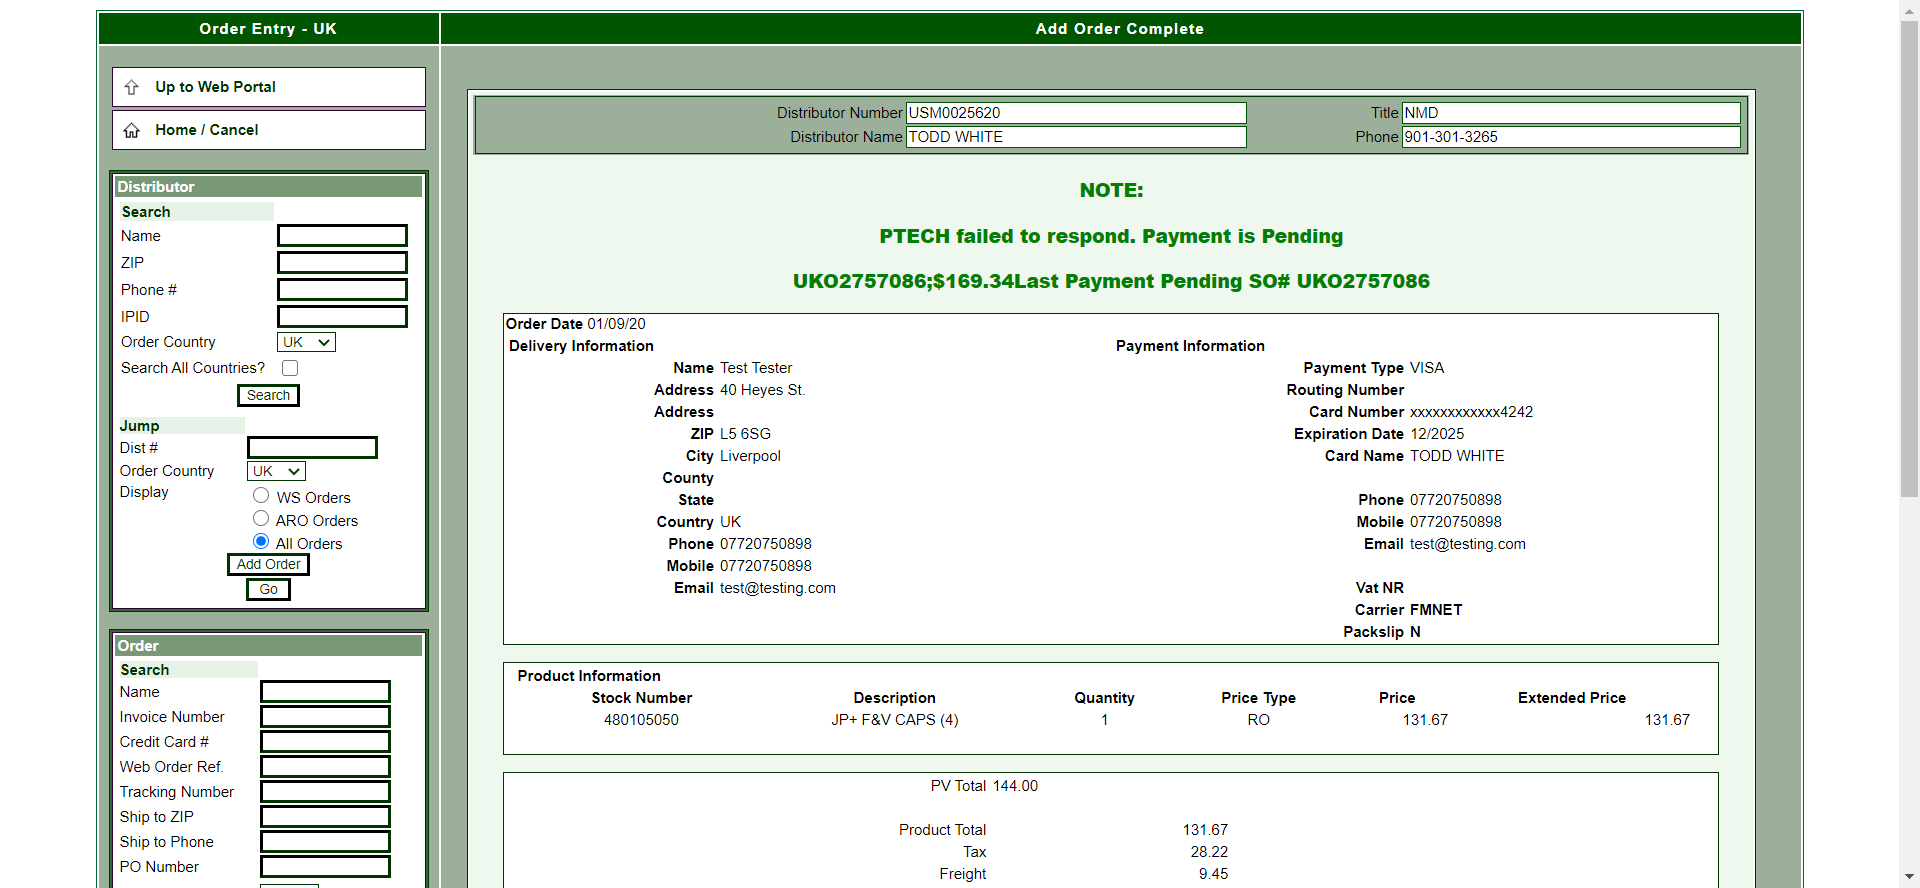 Order Entry - UK
Add Order Complete
Up to Web Portal
Home / Cancel
Distributor
Search
Name
ZIP
Phone #
IPID
Order Country UK
Search All Countries?
Search
Jump
Dist #
Order Country UK
Display
WS Orders
ARO Orders
All Orders
Add Order
Go
Order
Search
Name
Invoice Number
Credit Card #
Web Order Ref.
Tracking Number
Ship to ZIP
Ship to Phone
PO Number
Distributor Number USM0025620 Title NMD
Distributor Name TODD WHITE Phone 901-301-3265
NOTE:
PTECH failed to respond. Payment is Pending
UKO2757086;$169.34Last Payment Pending SO# UKO2757086
Order Date 01/09/20
Delivery Information
Name Test Tester
Address 40 Heyes St.
Address
ZIP L5 6SG
City Liverpool
County
State
Country UK
Phone 07720750898
Mobile 07720750898
Email test@testing.com
Payment Information
Payment Type VISA
Routing Number
Card Number xxxxxxxxxxxx4242
Expiration Date 12/2025
Card Name TODD WHITE
Phone 07720750898
Mobile 07720750898
Email test@testing.com
Vat NR
Carrier FMNET
Packslip N
Product Information
Stock Number Description Quantity Price Type Price Extended Price
480105050 JP+ F&V CAPS (4) 1 RO 131.67 131.67
PV Total 144.00
Product Total 131.67
Tax 28.22
Freight 9.45